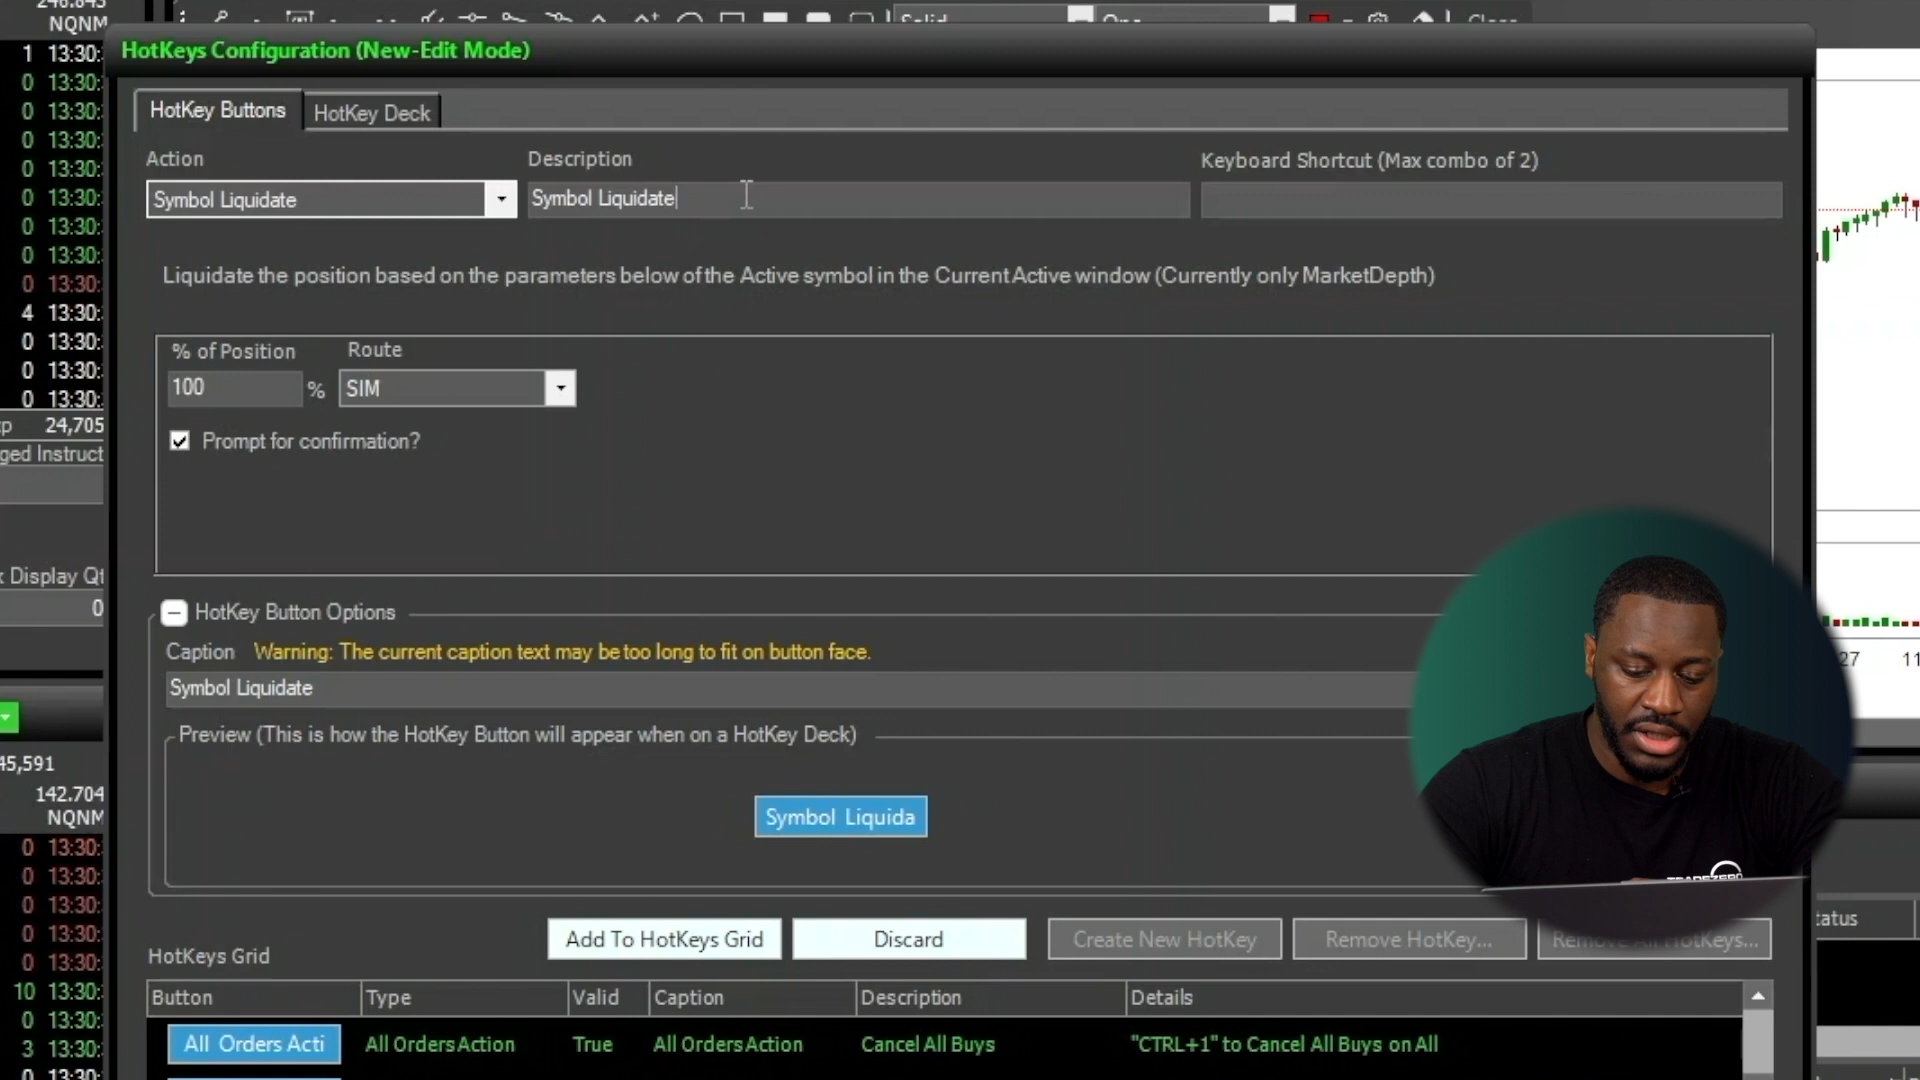 NQNM
HotKeys Configuration (New-Edit Mode)
1 13:30:
0 13:30:
0 13:30:
0 13:30:
0 13:30:
0 13:30:
0 13:30:
0 13:30:
0 13:30:
4 13:30:
0 13:30:
0 13:30:
0 13:30:
24,705
ged Instruct
Display Qt
0
45,591
142.704
NQNM
0 13:30:
0 13:30:
0 13:30:
0 13:30:
0 13:30:
10 13:30:
0 13:30:
3 13:30:
HotKey Buttons
HotKey Deck
Action
Description
Keyboard Shortcut (Max combo of 2)
Symbol Liquidate
Symbol Liquidate
Liquidate the position based on the parameters below of the Active symbol in the Current Active window (Currently only MarketDepth)
% of Position
Route
100
%
SIM
Prompt for confirmation?
HotKey Button Options
Caption Warning: The current caption text may be too long to fit on button face.
Symbol Liquidate
Preview (This is how the HotKey Button will appear when on a HotKey Deck)
Symbol Liquida
Add To HotKeys Grid
Discard
Create New HotKey
Remove HotKey...
Remove All HotKeys...
HotKeys Grid
Button Type Valid Caption Description Details
All Orders Acti All OrdersAction True All OrdersAction Cancel All Buys "CTRL+1" to Cancel All Buys on All
27 11
tatus